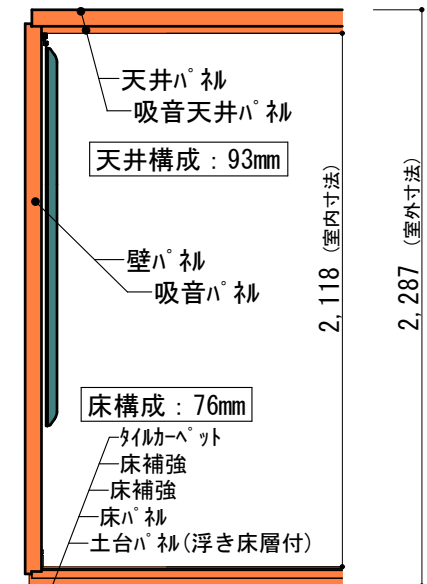 天井ﾊﾟﾈﾙ
吸音天井ﾊﾟﾈﾙ
天井構成：93mm
壁ﾊﾟﾈﾙ
吸音ﾊﾟﾈﾙ
2,118 (室内寸法)
2,287 (室外寸法)
床構成：76mm
ﾀｲﾙｶｰﾍﾟｯﾄ
床補強
床補強
床ﾊﾟﾈﾙ
土台ﾊﾟﾈﾙ(浮き床層付)